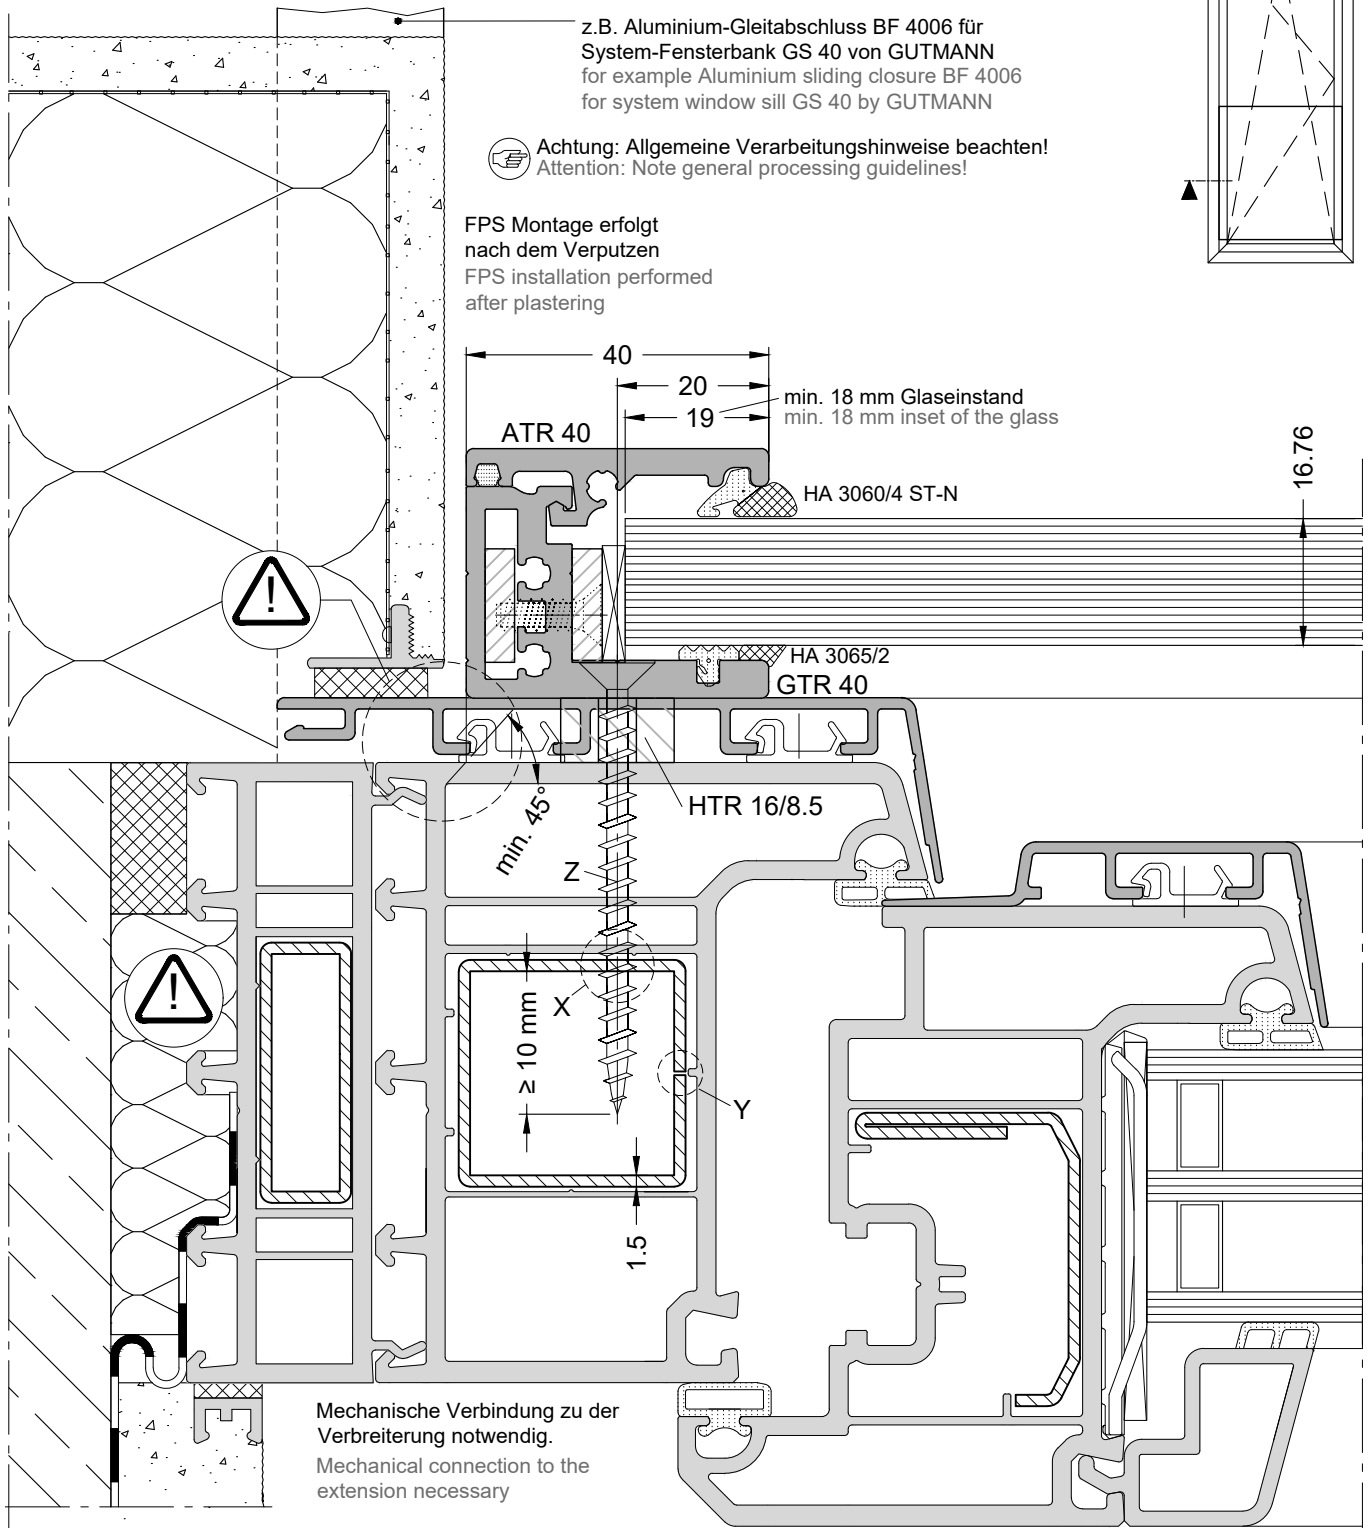 z.B. Aluminium-Gleitabschluss BF 4006 für
System-Fensterbank GS 40 von GUTMANN
for example Aluminium sliding closure BF 4006
for system window sill GS 40 by GUTMANN
Achtung: Allgemeine Verarbeitungshinweise beachten!
Attention: Note general processing guidelines!
FPS Montage erfolgt
nach dem Verputzen
FPS installation performed
after plastering
40
20
19
min. 18 mm Glaseinstand
min. 18 mm inset of the glass
ATR 40
16.76
HA 3060/4 ST-N
!
HA 3065/2
GTR 40
min. 45°
HTR 16/8.5
Z
!
X
≥ 10 mm
Y
1.5
Mechanische Verbindung zu der
Verbreiterung notwendig.
Mechanical connection to the
extension necessary